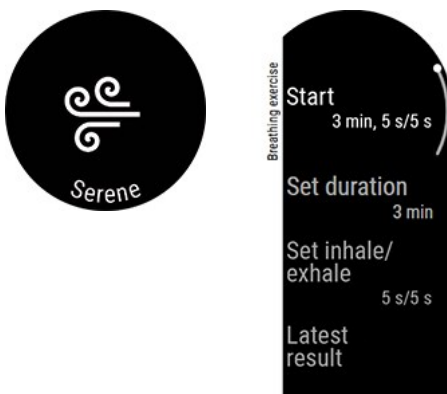 Serene
Breathing exercise
Start
3 min, 5 s/5 s
Set duration
3 min
Set inhale/
exhale
5 s/5 s
Latest
result